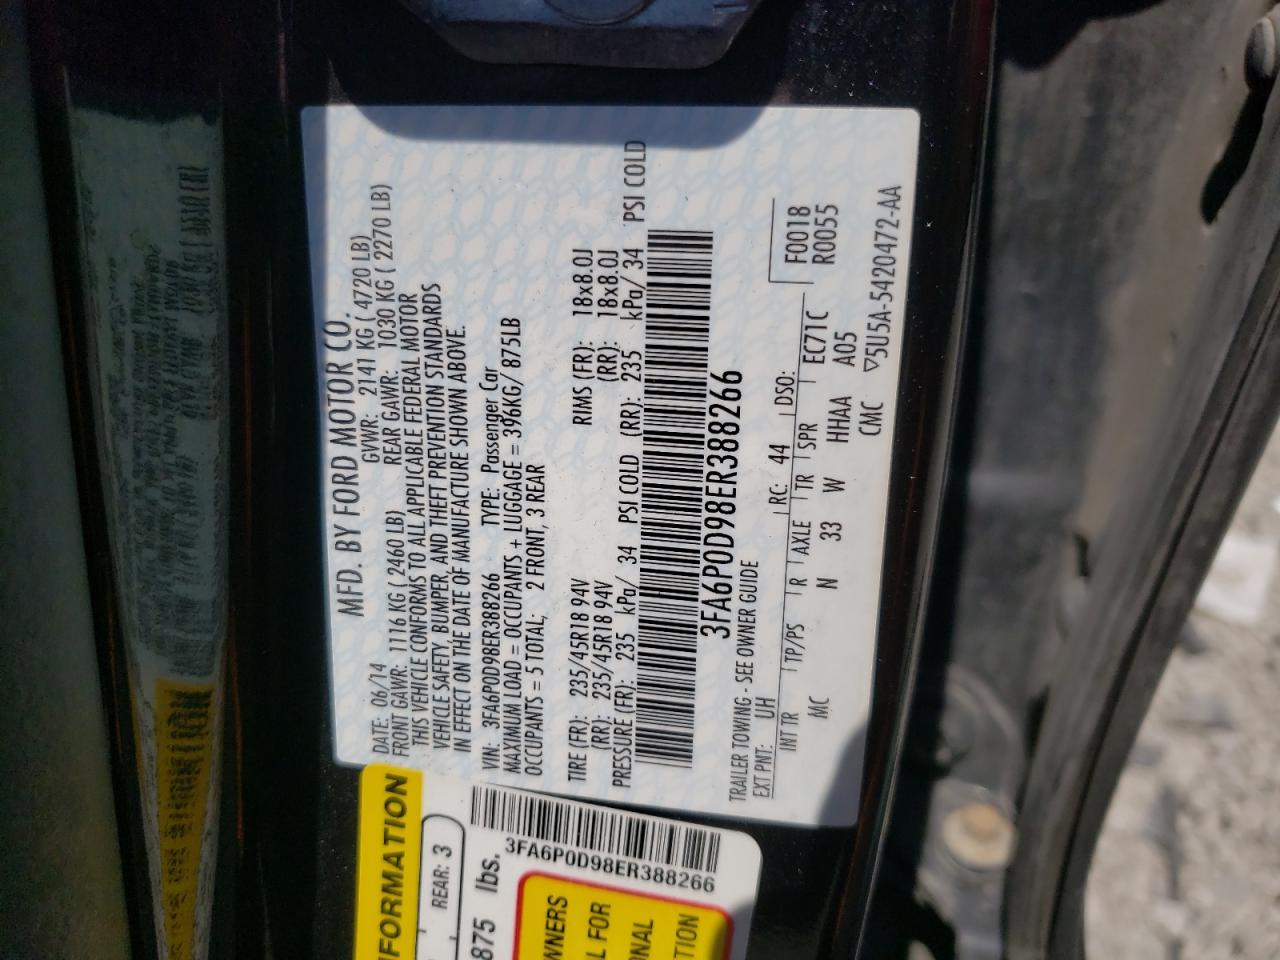 MFD. BY FORD MOTOR CO.
DATE: 06/14 GVWR: 2141 KG ( 4720 LB)
FRONT GAWR: 1116 KG ( 2460 LB) REAR GAWR: 1030 KG ( 2270 LB)
THIS VEHICLE CONFORMS TO ALL APPLICABLE FEDERAL MOTOR
VEHICLE SAFETY, BUMPER, AND THEFT PREVENTION STANDARDS
IN EFFECT ON THE DATE OF MANUFACTURE SHOWN ABOVE.
VIN: 3FA6P0D98ER388266 TYPE: Passenger Car
MAXIMUM LOAD = OCCUPANTS + LUGGAGE = 396KG/ 875LB
OCCUPANTS = 5 TOTAL; 2 FRONT, 3 REAR
TIRE (FR): 235/45R18 94V RIMS (FR): 18x8.0J
(RR): 235/45R18 94V (RR): 18x8.0J
PRESSURE (FR): 235 kPa/ 34 PSI COLD (RR): 235 kPa/ 34 PSI COLD
3FA6P0D98ER388266
TRAILER TOWING - SEE OWNER GUIDE
EXT PNT: UH RC: 44 DSO: F0018
R0055
INT TR TP/PS R AXLE TR SPR EC71C
MC N 33 W HHAA A05
CMC ▽5U5A-5420472-AA
NFORMATION
REAR: 3
875 lbs.
3FA6P0D98ER388266
WNERS
L FOR
ONAL
TION